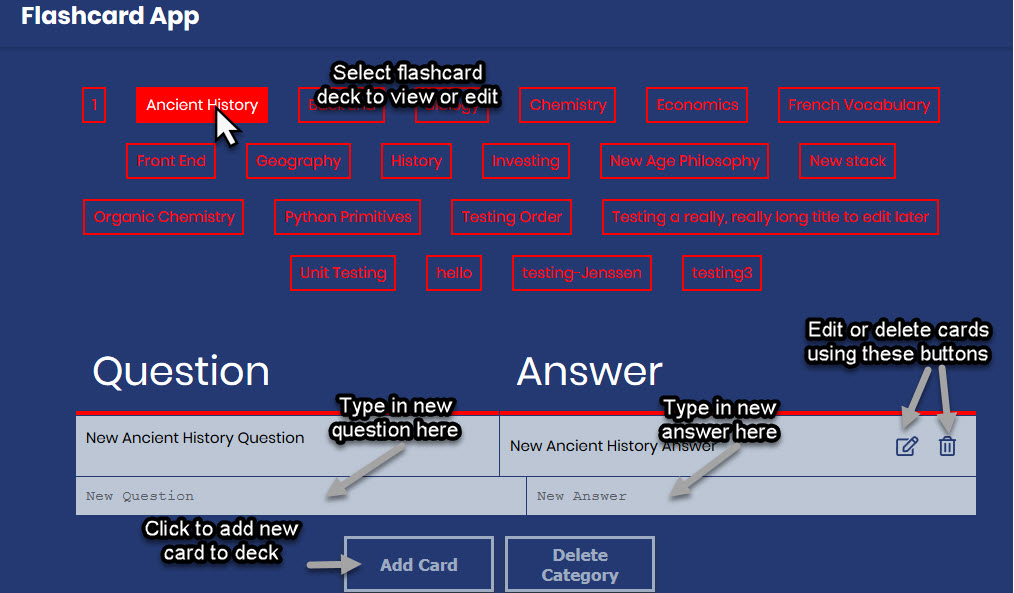 Flashcard App
Select flashcard
deck to view or edit
1 Ancient History Chemistry Economics French Vocabulary
Front End Geography History Investing New Age Philosophy New stack
Organic Chemistry Python Primitives Testing Order Testing a really, really long title to edit later
Unit Testing hello testing-Jenssen testing3
Edit or delete cards
using these buttons
Question Answer
Type in new
question here
Type in new
answer here
New Ancient History Question New Ancient History Answer
New Question New Answer
Click to add new
card to deck
Add Card Delete
Category